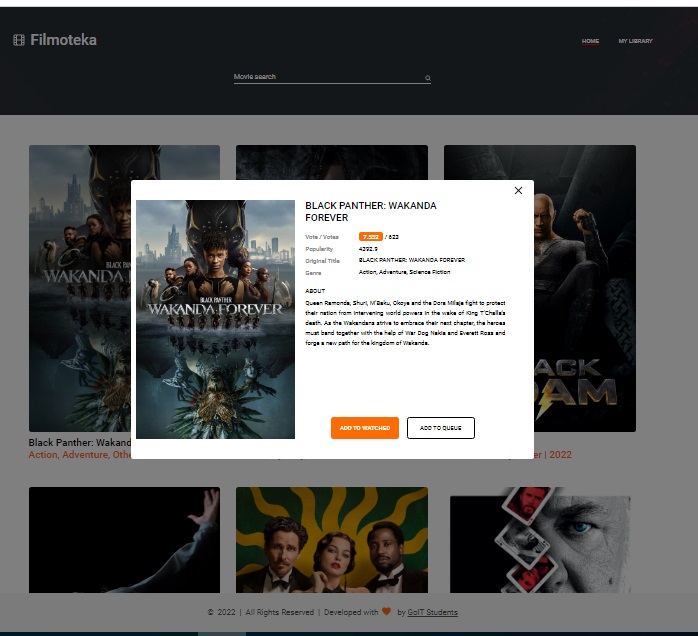 Filmoteka
HOME
MY LIBRARY
Movie search
BLACK PANTHER: WAKANDA
FOREVER
Vote / Votes 7.552 / 623
Popularity 4392.9
Original Title BLACK PANTHER: WAKANDA FOREVER
Genre Action, Adventure, Science Fiction
ABOUT
Queen Ramonda, Shuri, M'Baku, Okoye and the Dora Milaje fight to protect
their nation from intervening world powers in the wake of King T'Challa's
death. As the Wakandans strive to embrace their next chapter, the heroes
must band together with the help of War Dog Nakia and Everett Ross and
forge a new path for the kingdom of Wakanda.
ADD TO WATCHED
ADD TO QUEUE
BLACK PANTHER
WAKANDA FOREVER
WAKANDA
ACK
DAM
Black Panther: Wakand
Action, Adventure, Othe
er | 2022
© 2022 | All Rights Reserved | Developed with by GoIT Students